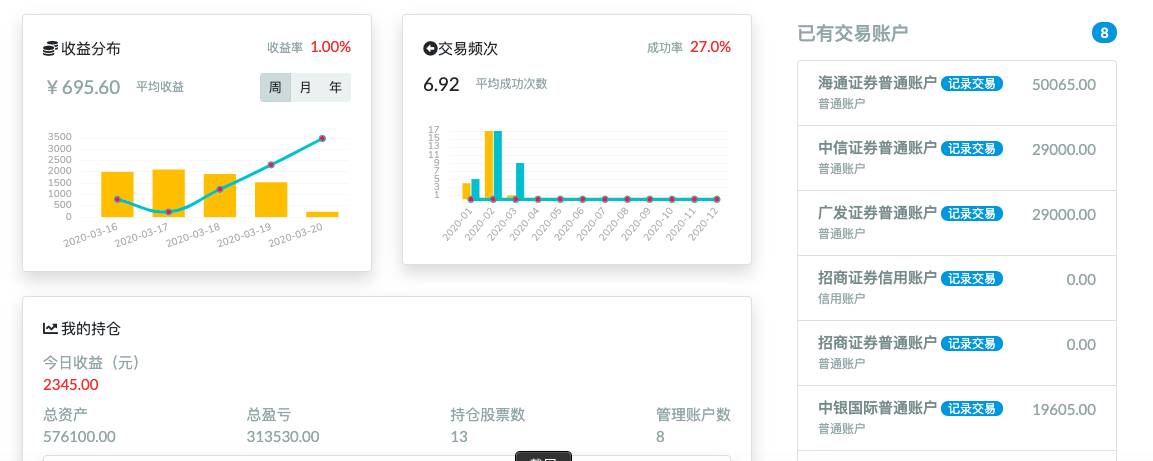 收益分布
收益率 1.00%
￥695.60 平均收益
周 月 年
3500
3000
2500
2000
1500
1000
500
0
2020-03-16
2020-03-17
2020-03-18
2020-03-19
2020-03-20
交易频次
成功率 27.0%
6.92 平均成功次数
17
15
13
11
9
7
5
3
1
2020-01
2020-02
2020-03
2020-04
2020-05
2020-06
2020-07
2020-08
2020-09
2020-10
2020-11
2020-12
我的持仓
今日收益（元）
2345.00
总资产 总盈亏 持仓股票数 管理账户数
576100.00 313530.00 13 8
已有交易账户 8
海通证券普通账户 记录交易 50065.00
普通账户
中信证券普通账户 记录交易 29000.00
普通账户
广发证券普通账户 记录交易 29000.00
普通账户
招商证券信用账户 记录交易 0.00
信用账户
招商证券普通账户 记录交易 0.00
普通账户
中银国际普通账户 记录交易 19605.00
普通账户